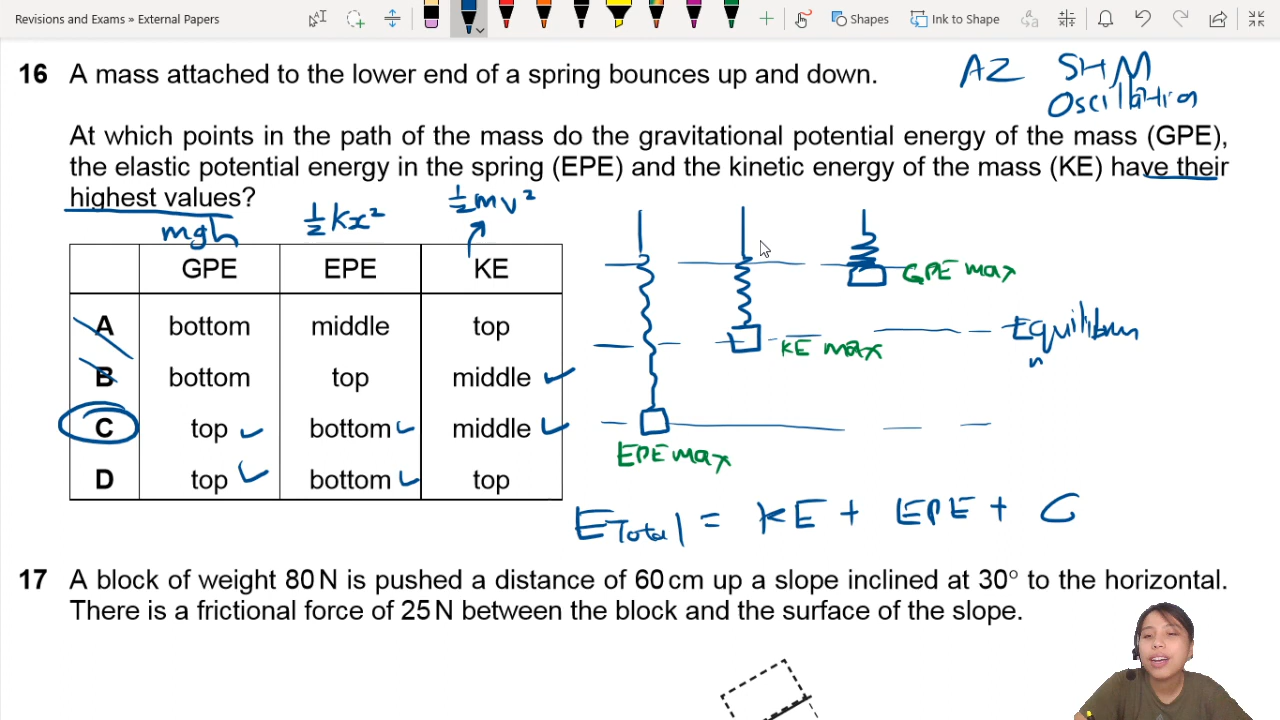 Revisions and Exams » External Papers
Shapes
Ink to Shape
16 A mass attached to the lower end of a spring bounces up and down.
A2 SHM
Oscillation
At which points in the path of the mass do the gravitational potential energy of the mass (GPE),
the elastic potential energy in the spring (EPE) and the kinetic energy of the mass (KE) have their
highest values?
mgh ½kx² ½mv²
GPE EPE KE
A bottom middle top
B bottom top middle
C top bottom middle
D top bottom top
GPE max
Equilibrium
KE max
EPE max
E Total = KE + EPE + G
17 A block of weight 80 N is pushed a distance of 60 cm up a slope inclined at 30° to the horizontal.
There is a frictional force of 25 N between the block and the surface of the slope.